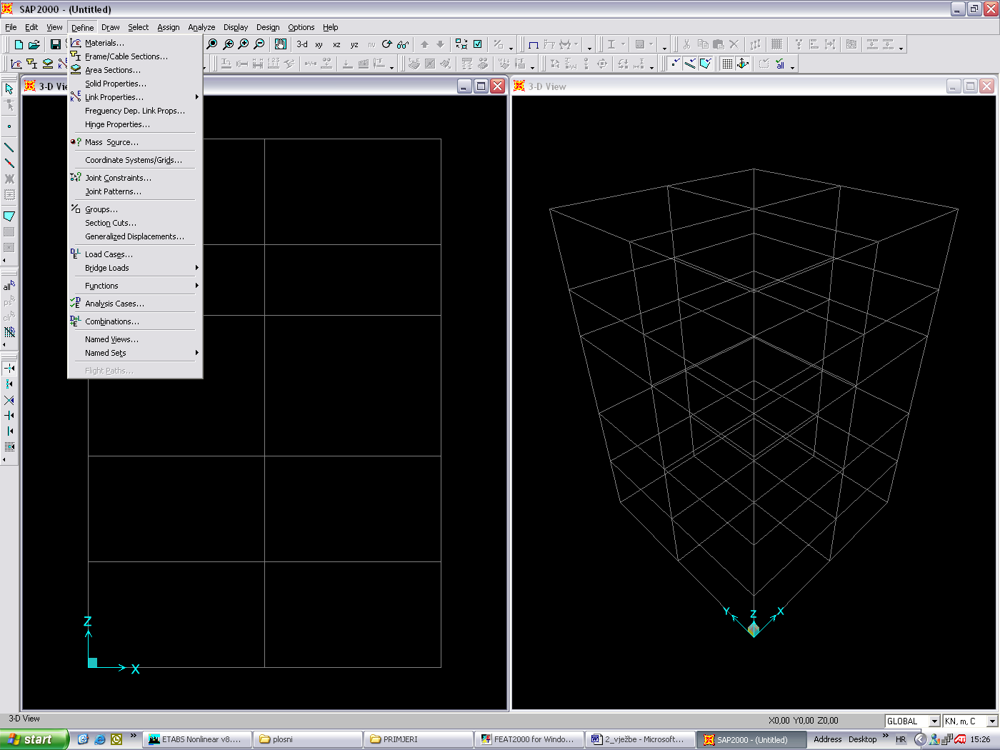 SAP2000 - (Untitled)
File Edit View Define Draw Select Assign Analyze Display Design Options Help
3-d xy xz yz nv
Materials...
Frame/Cable Sections...
Area Sections...
Solid Properties...
Link Properties...
Frequency Dep. Link Props...
Hinge Properties...
Mass Source...
Coordinate Systems/Grids...
Joint Constraints...
Joint Patterns...
Groups...
Section Cuts...
Generalized Displacements...
Load Cases...
Bridge Loads
Functions
Analysis Cases...
Combinations...
Named Views...
Named Sets
Flight Paths...
all
ps
clr
3-D Vie
Z
X
3-D View
Y
Z
X
3-D View
X0,00 Y0,00 Z0,00
GLOBAL
KN, m, C
start
ETABS Nonlinear v8....
plosni
PRIMJERI
FEAT2000 for Windo...
2_vježbe - Microsoft...
SAP2000 - (Untitled)
Address
Desktop
HR
15:26